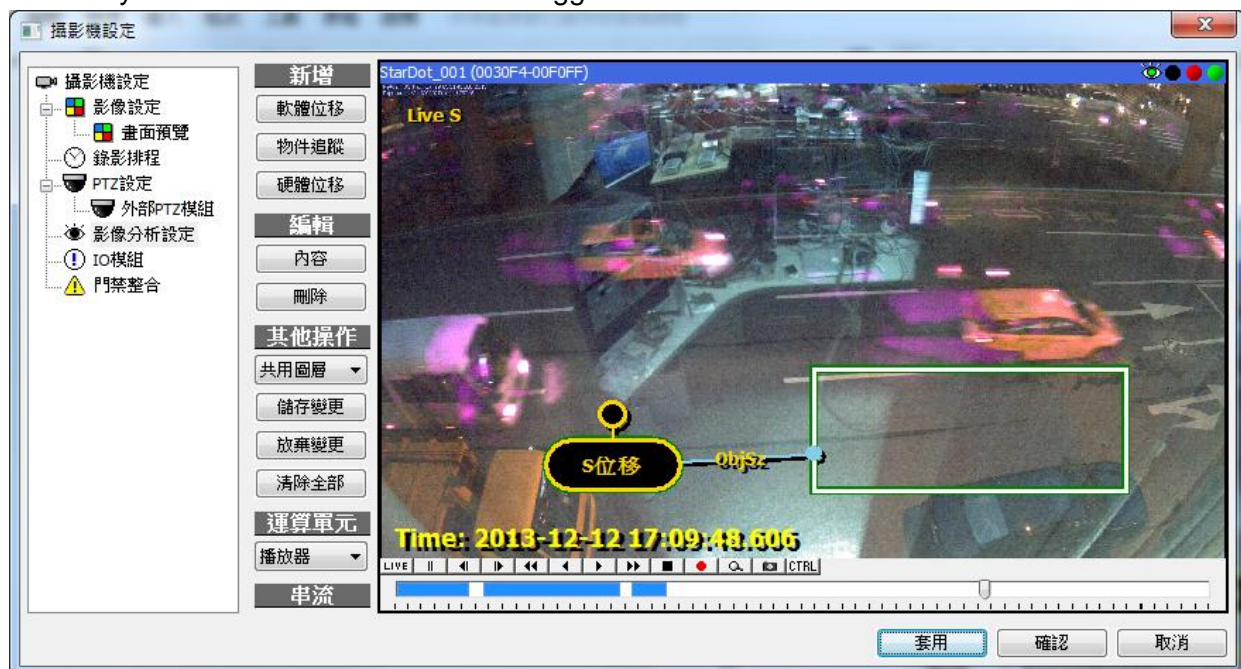 攝影機設定
攝影機設定
影像設定
畫面預覽
錄影排程
PTZ設定
外部PTZ模組
影像分析設定
IO模組
門禁整合
新增
軟體位移
物件追蹤
硬體位移
編輯
內容
刪除
其他操作
共用圖層
儲存變更
放棄變更
清除全部
運算單元
播放器
串流
StarDot_001 (0030F4-00F0FF)
Live S
S位移
ObjSz
Time: 2013-12-12 17:09:48.606
LIVE
CTRL
套用 確認 取消